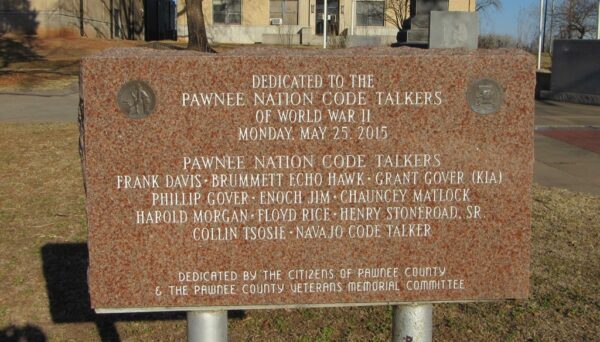 DEDICATED TO THE
PAWNEE NATION CODE TALKERS
OF WORLD WAR II
MONDAY, MAY 25, 2015
PAWNEE NATION CODE TALKERS
FRANK DAVIS · BRUMMETT ECHO HAWK · GRANT GOVER (KIA)
PHILLIP GOVER · ENOCH JIM · CHAUNCEY MATLOCK
HAROLD MORGAN · FLOYD RICE · HENRY STONEROAD, SR.
COLLIN TSOSIE · NAVAJO CODE TALKER
DEDICATED BY THE CITIZENS OF PAWNEE COUNTY
& THE PAWNEE COUNTY VETERANS MEMORIAL COMMITTEE